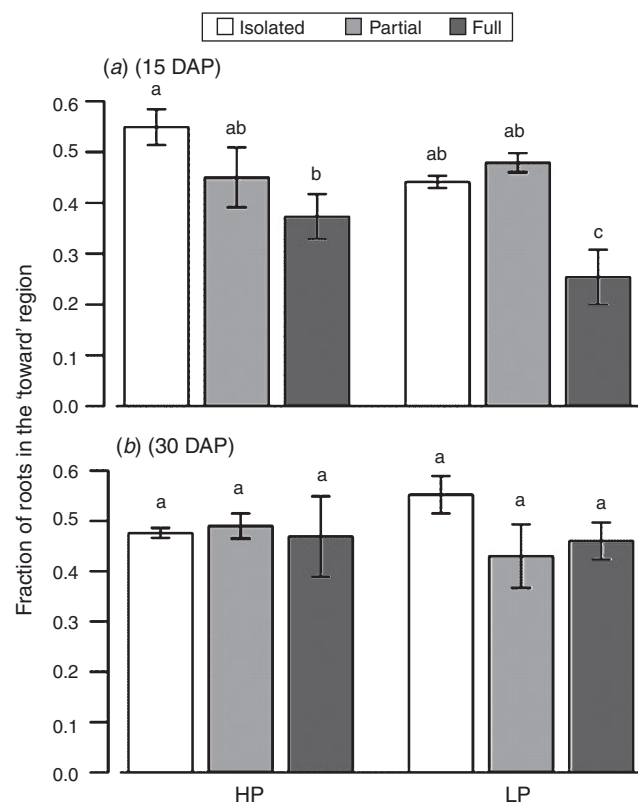 Isolated Partial Full
(a) (15 DAP)
0.6
0.5
0.4
0.3
0.2
0.1
0.0
a
ab
b
ab
ab
c
Fraction of roots in the 'toward' region
(b) (30 DAP)
0.6
0.5
0.4
0.3
0.2
0.1
0.0
a
a
a
a
a
a
HP LP